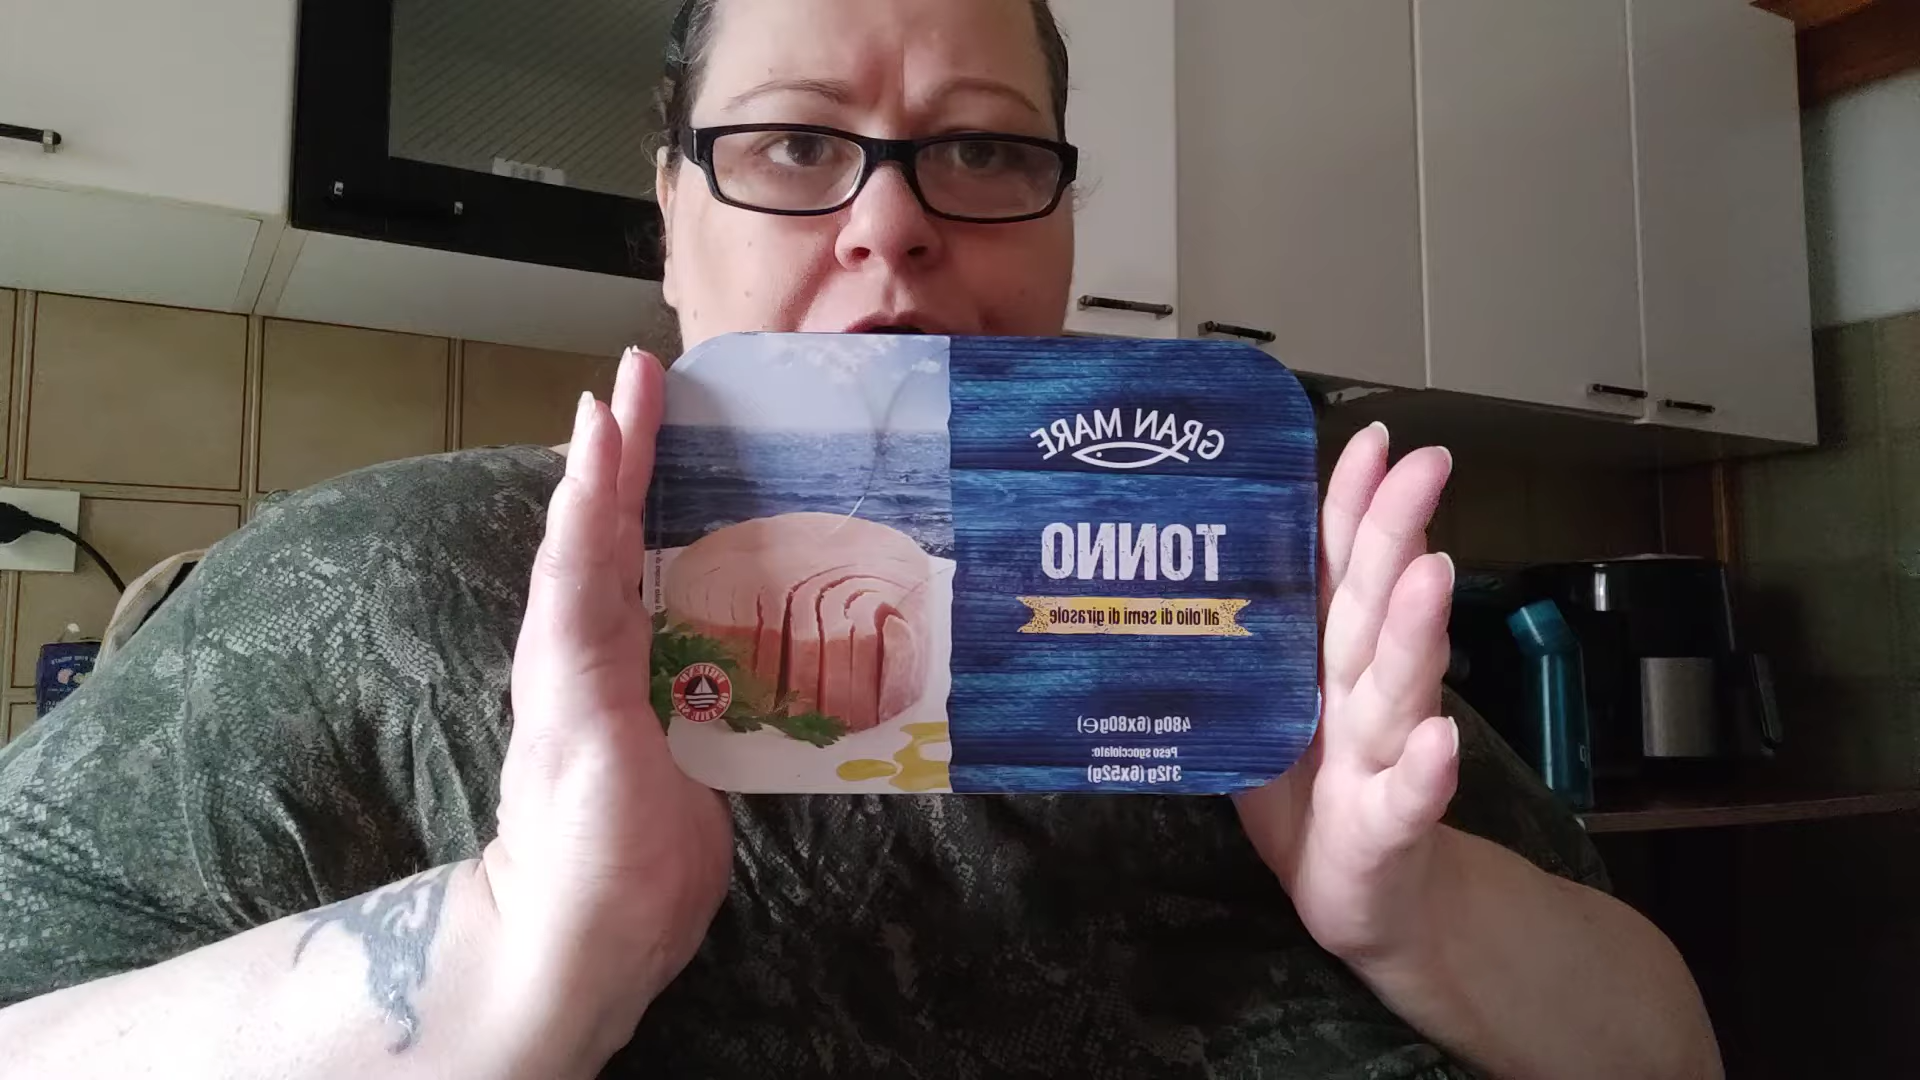 GRAN MARE
TONNO
all'olio di semi di girasole
480g (6x80g℮)
Peso sgocciolato:
312g (6x52g)